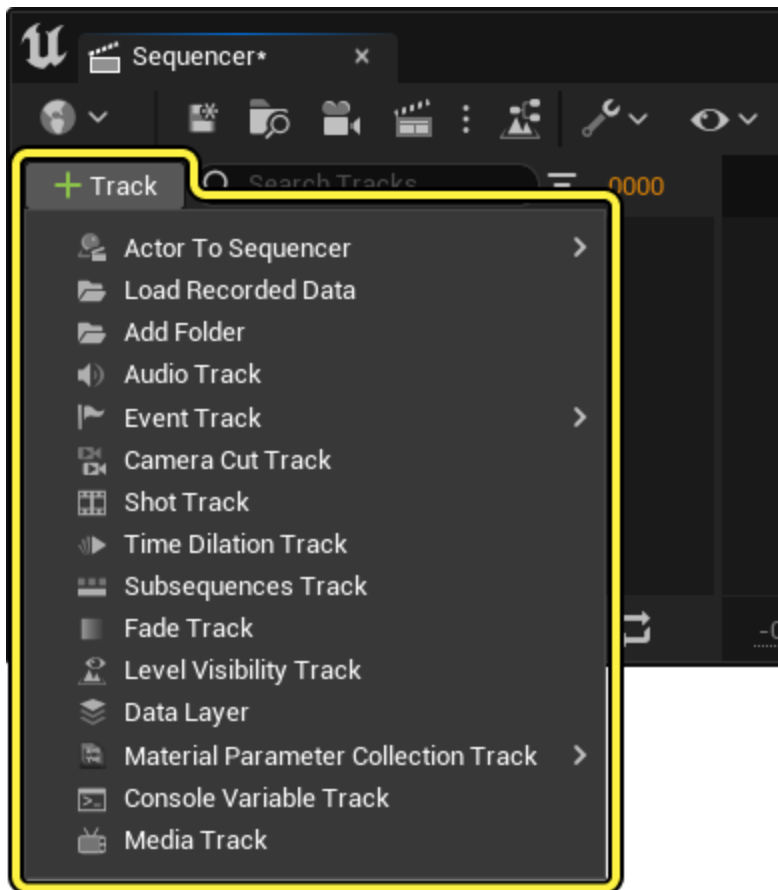 Sequencer*
+ Track
Search Tracks
0000
Actor To Sequencer
Load Recorded Data
Add Folder
Audio Track
Event Track
Camera Cut Track
Shot Track
Time Dilation Track
Subsequences Track
Fade Track
Level Visibility Track
Data Layer
Material Parameter Collection Track
Console Variable Track
Media Track